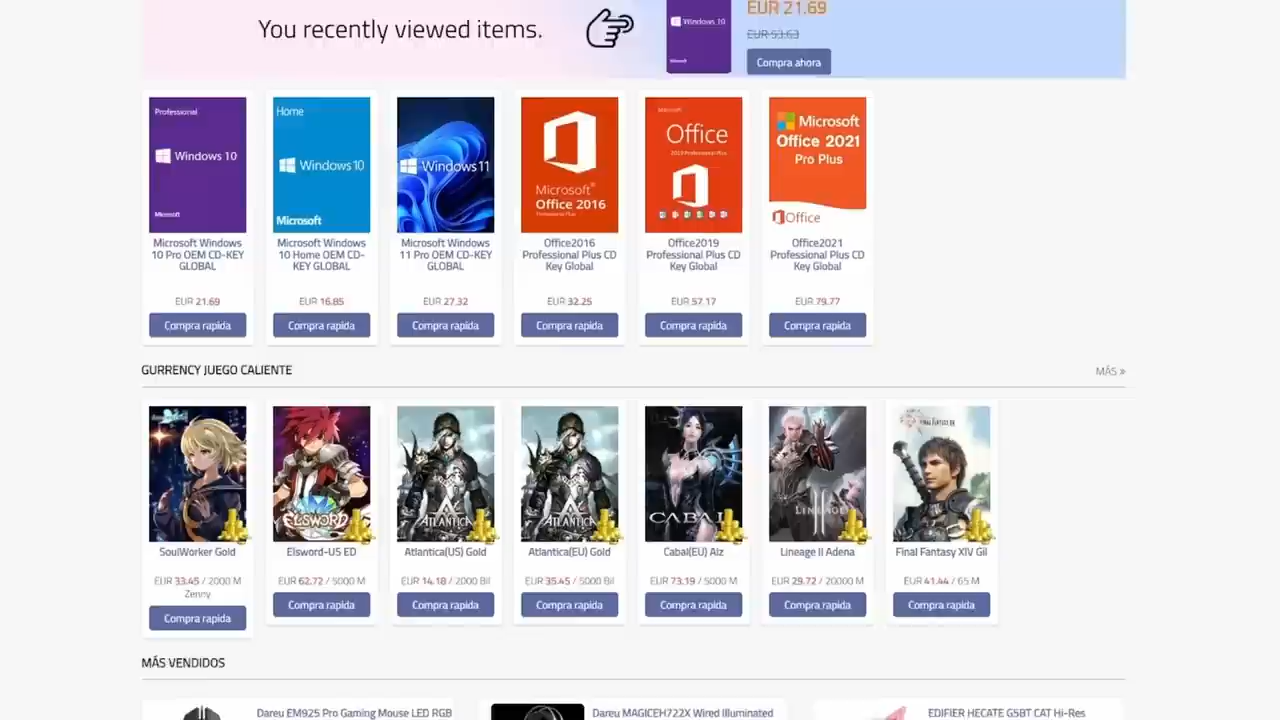 You recently viewed items.
Windows 10
EUR 21.69
EUR 53.63
Compra ahora
Professional
Windows 10
Microsoft
Home
Windows 10
Microsoft
Windows 11
Microsoft®
Office 2016
Professional Plus
Microsoft
Office
2019 Professional Plus
Microsoft
Office 2021
Pro Plus
Office
Microsoft Windows
10 Pro OEM CD-KEY
GLOBAL
Microsoft Windows
10 Home OEM CD-
KEY GLOBAL
Microsoft Windows
11 Pro OEM CD-KEY
GLOBAL
Office2016
Professional Plus CD
Key Global
Office2019
Professional Plus CD
Key Global
Office2021
Professional Plus CD
Key Global
EUR 21.69
EUR 16.85
EUR 27.32
EUR 32.25
EUR 57.17
EUR 79.77
Compra rapida
Compra rapida
Compra rapida
Compra rapida
Compra rapida
Compra rapida
GURRENCY JUEGO CALIENTE
MÁS »
ELSWORD
ATLANTICA
ATLANTICA
CABAL
LINEAGE II
FINAL FANTASY XIV
SoulWorker Gold
Elsword-US ED
Atlantica(US) Gold
Atlantica(EU) Gold
Cabal(EU) Alz
Lineage II Adena
Final Fantasy XIV Gil
EUR 33.45 / 2000 M
Zenny
EUR 62.72 / 5000 M
EUR 14.18 / 2000 Bil
EUR 35.45 / 5000 Bil
EUR 73.19 / 5000 M
EUR 29.72 / 20000 M
EUR 41.44 / 65 M
Compra rapida
Compra rapida
Compra rapida
Compra rapida
Compra rapida
Compra rapida
Compra rapida
MÁS VENDIDOS
Dareu EM925 Pro Gaming Mouse LED RGB
Dareu MAGICEH722X Wired Illuminated
EDIFIER HECATE G5BT CAT Hi-Res